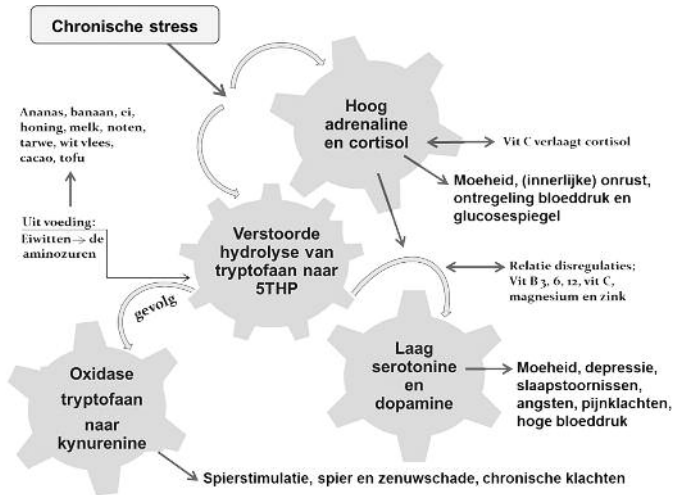 Chronische stress
Ananas, banaan, ei,
honing, melk, noten,
tarwe, wit vlees,
cacao, tofu
Hoog
adrenaline
en cortisol
Vit C verlaagt cortisol
Moeheid, (innerlijke) onrust,
ontregeling bloeddruk en
glucosespiegel
Uit voeding:
Eiwitten → de
aminozuren
Verstoorde
hydrolyse van
tryptofaan naar
5THP
Relatie disregulaties;
Vit B 3, 6, 12, vit C,
magnesium en zink
gevolg
Laag
serotonine
en
dopamine
Moeheid, depressie,
slaapstoornissen,
angsten, pijnklachten,
hoge bloeddruk
Oxidase
tryptofaan
naar
kynurenine
Spierstimulatie, spier en zenuwschade, chronische klachten